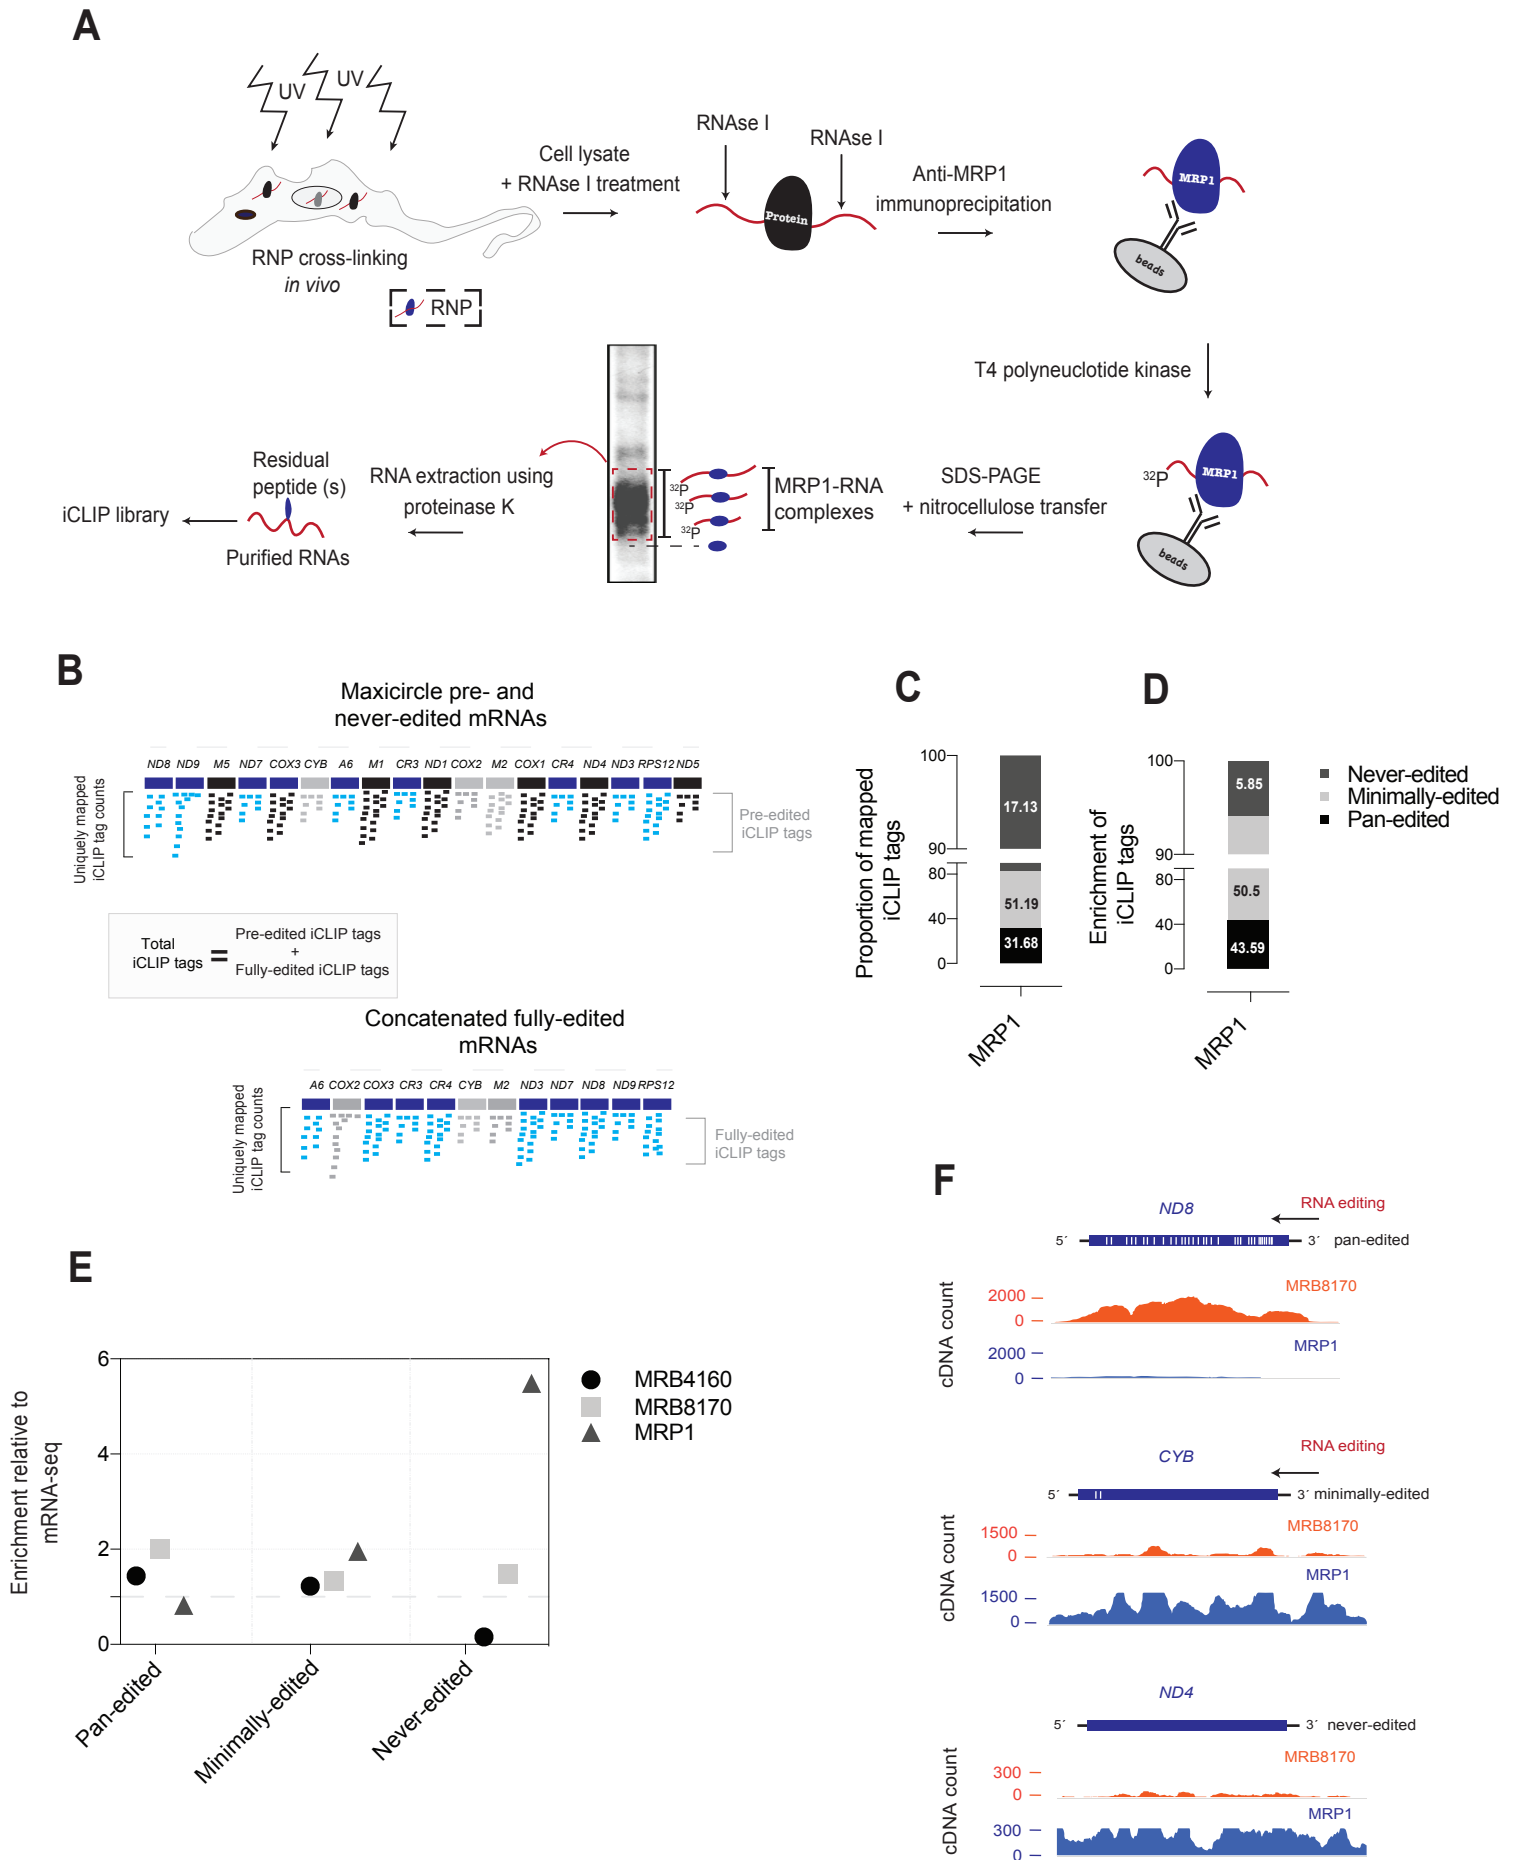 A
UV
UV
RNP cross-linking
in vivo
RNP
Cell lysate
+ RNAse I treatment
RNAse I
RNAse I
Protein
Anti-MRP1
immunoprecipitation
MRP1
beads
T4 polyneuclotide kinase
32P
MRP1
beads
SDS-PAGE
+ nitrocellulose transfer
MRP1-RNA
complexes
32P
32P
32P
RNA extraction using
proteinase K
Residual
peptide (s)
Purified RNAs
iCLIP library
B
Maxicircle pre- and
never-edited mRNAs
ND8 ND9 M5 ND7 COX3 CYB A6 M1 CR3 ND1 COX2 M2 COX1 CR4 ND4 ND3 RPS12 ND5
Uniquely mapped
iCLIP tag counts
Pre-edited
iCLIP tags
Total
iCLIP tags
=
Pre-edited iCLIP tags
+
Fully-edited iCLIP tags
Concatenated fully-edited
mRNAs
A6 COX2 COX3 CR3 CR4 CYB M2 ND3 ND7 ND8 ND9 RPS12
Uniquely mapped
iCLIP tag counts
Fully-edited
iCLIP tags
C
Proportion of mapped
iCLIP tags
100
90
80
40
0
17.13
51.19
31.68
MRP1
D
Enrichment of
iCLIP tags
100
90
80
40
0
5.85
50.5
43.59
MRP1
Never-edited
Minimally-edited
Pan-edited
E
Enrichment relative to
mRNA-seq
6
4
2
0
Pan-edited
Minimally-edited
Never-edited
MRB4160
MRB8170
MRP1
F
ND8
RNA editing
5´ 3´ pan-edited
cDNA count
MRB8170
2000
0
MRP1
2000
0
CYB
RNA editing
5´ 3´ minimally-edited
cDNA count
MRB8170
1500
0
MRP1
1500
0
ND4
5´ 3´ never-edited
cDNA count
MRB8170
300
0
MRP1
300
0